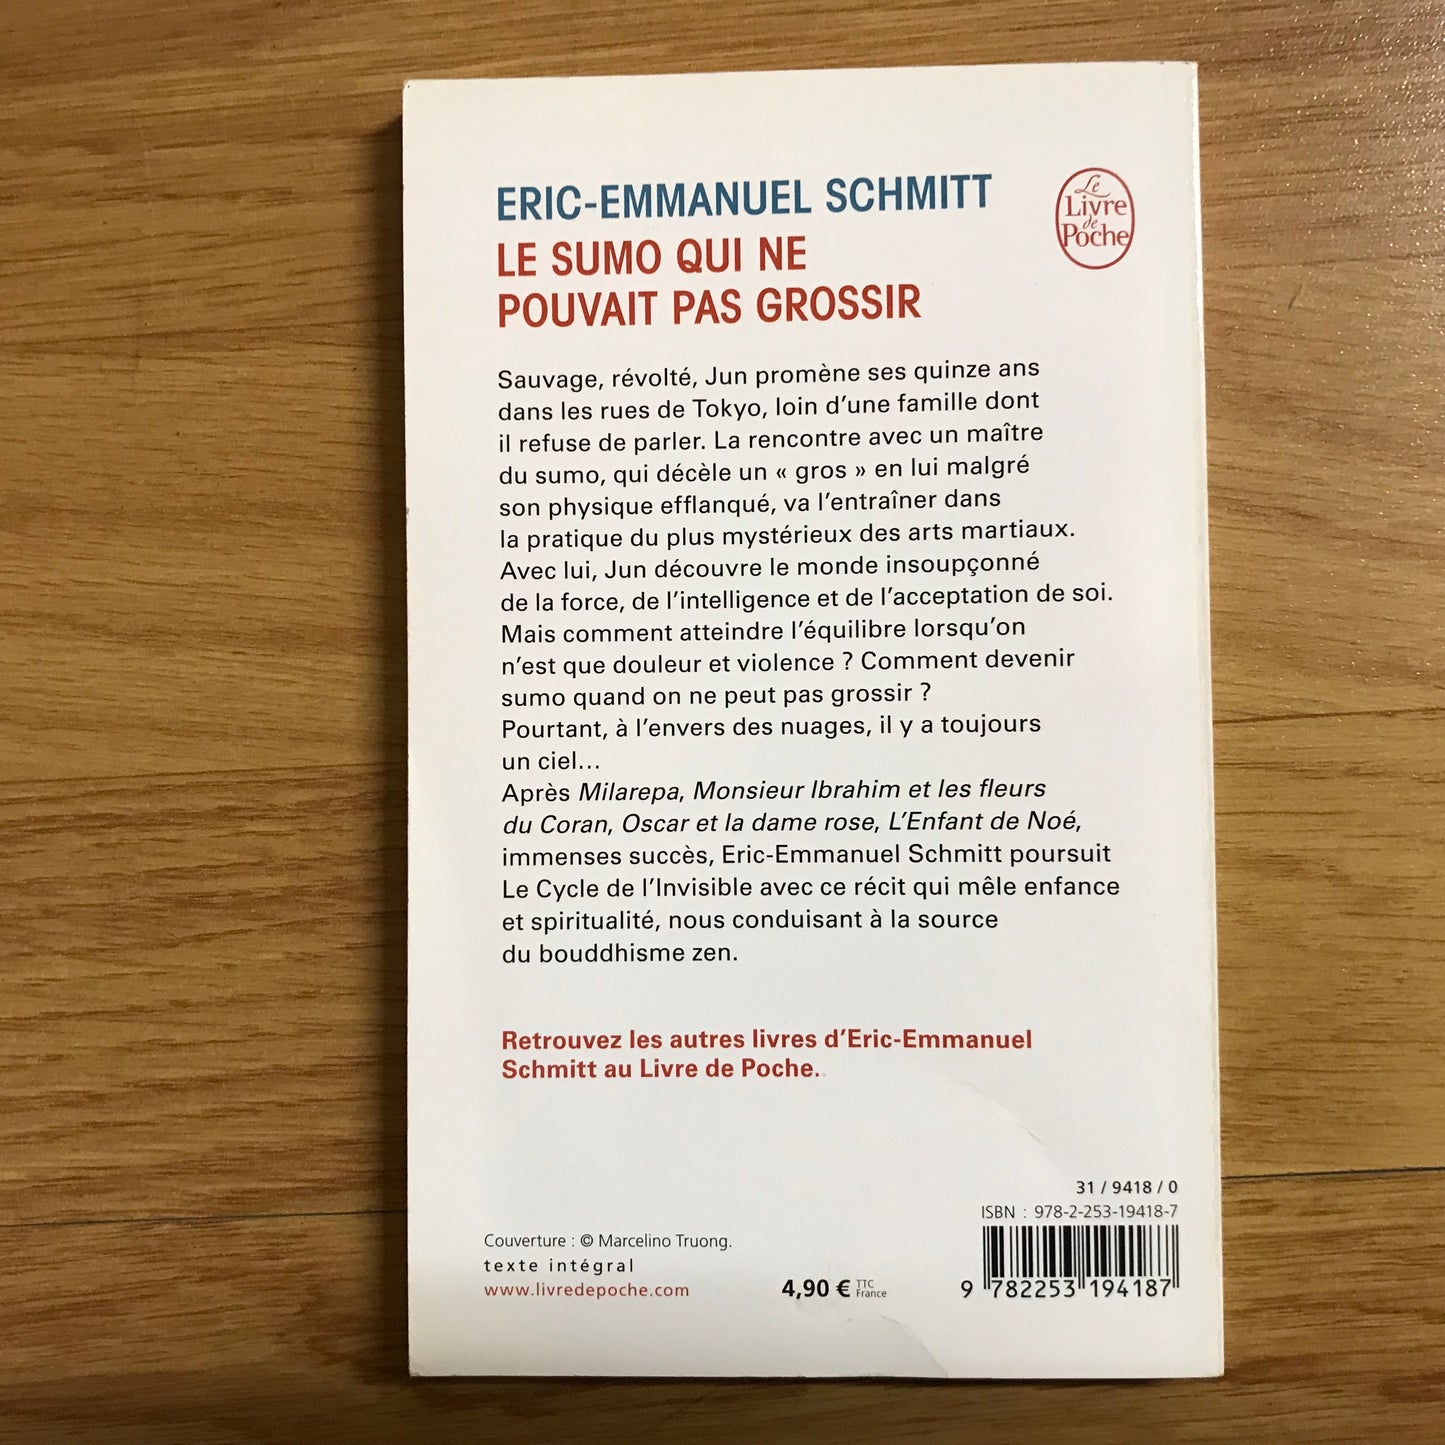 ERIC-EMMANUEL SCHMITT
LE SUMO QUI NE
POUVAIT PAS GROSSIR
Le
Livre
de
Poche
Sauvage, révolté, Jun promène ses quinze ans
dans les rues de Tokyo, loin d’une famille dont
il refuse de parler. La rencontre avec un maître
du sumo, qui décèle un « gros » en lui malgré
son physique efflanqué, va l’entraîner dans
la pratique du plus mystérieux des arts martiaux.
Avec lui, Jun découvre le monde insoupçonné
de la force, de l’intelligence et de l’acceptation de soi.
Mais comment atteindre l’équilibre lorsqu’on
n’est que douleur et violence ? Comment devenir
sumo quand on ne peut pas grossir ?
Pourtant, à l’envers des nuages, il y a toujours
un ciel…
Après Milarepa, Monsieur Ibrahim et les fleurs
du Coran, Oscar et la dame rose, L’Enfant de Noé,
immenses succès, Eric-Emmanuel Schmitt poursuit
Le Cycle de l’Invisible avec ce récit qui mêle enfance
et spiritualité, nous conduisant à la source
du bouddhisme zen.
Retrouvez les autres livres d’Eric-Emmanuel
Schmitt au Livre de Poche.
Couverture : © Marcelino Truong.
texte intégral
www.livredepoche.com
4,90 € TTC
France
31 / 9418 / 0
ISBN : 978-2-253-19418-7
9 782253 194187